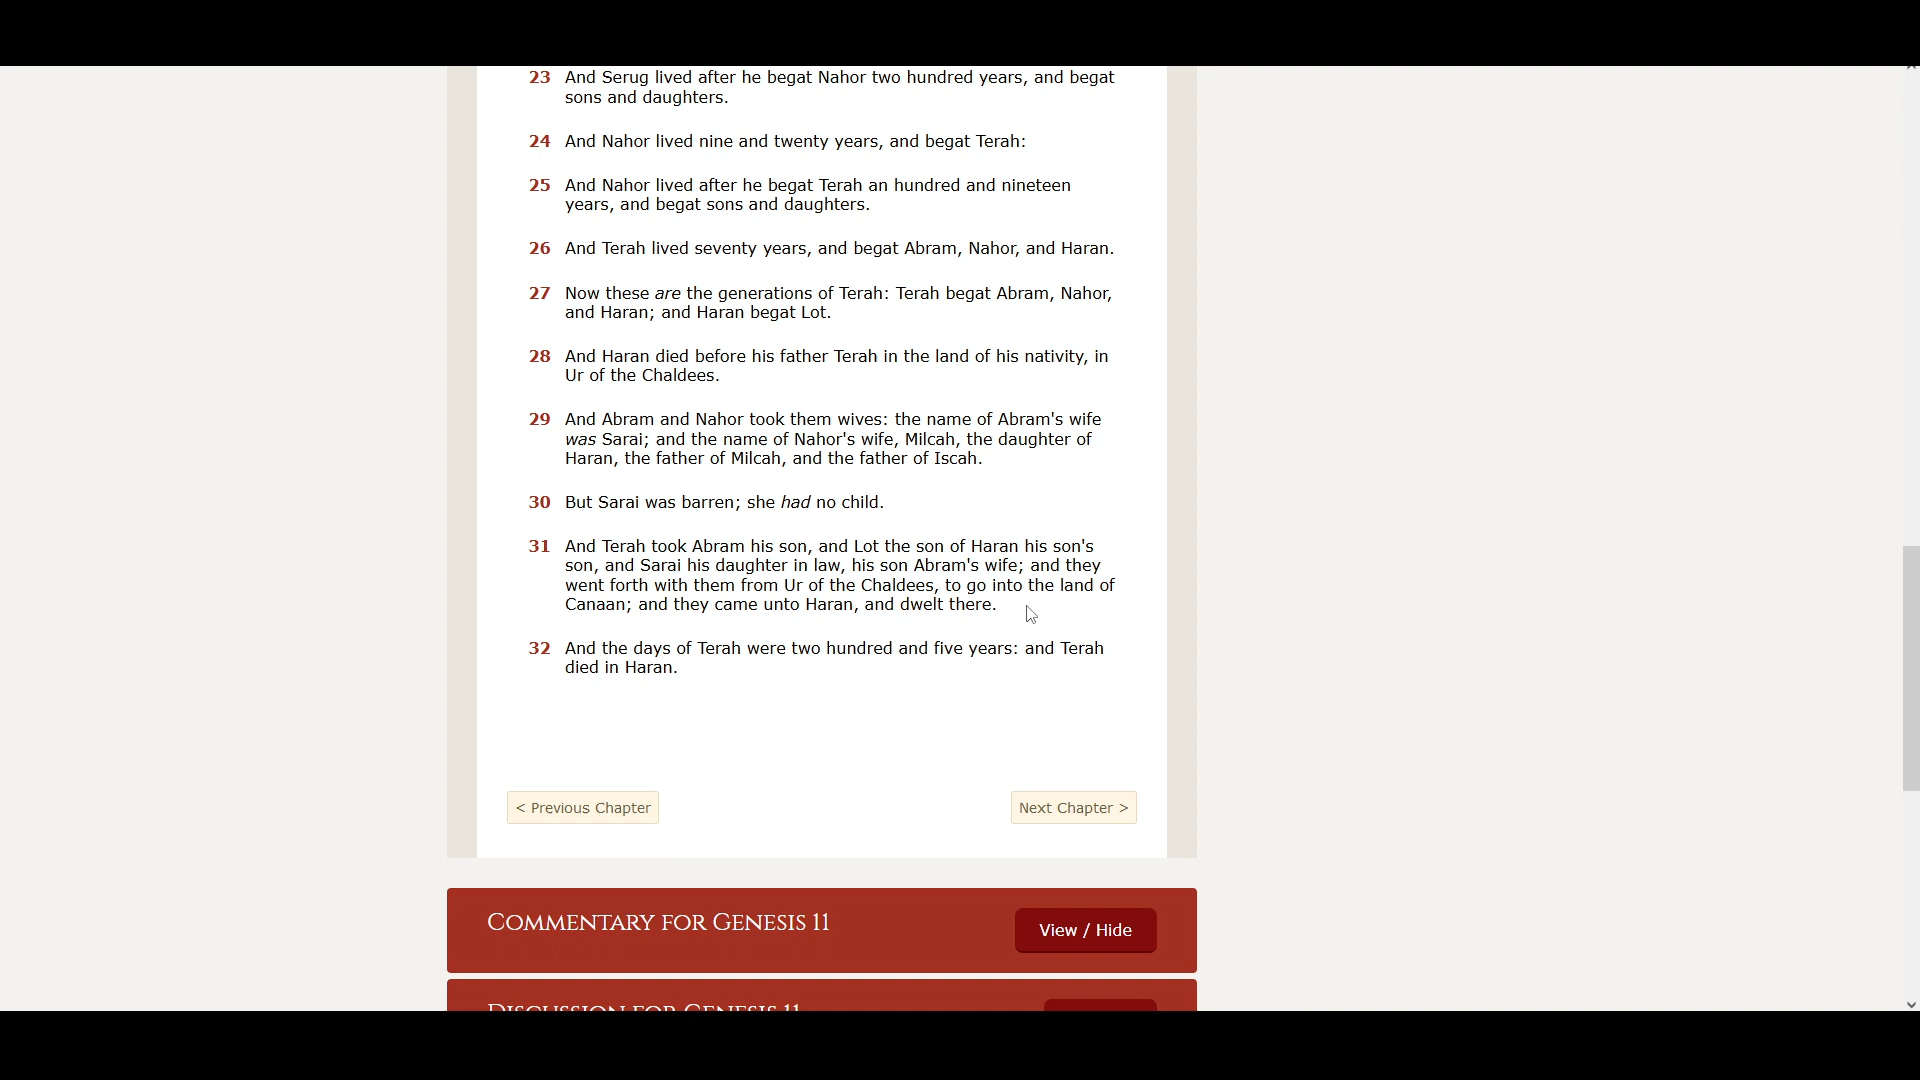 23 And Serug lived after he begat Nahor two hundred years, and begat
sons and daughters.
24 And Nahor lived nine and twenty years, and begat Terah:
25 And Nahor lived after he begat Terah an hundred and nineteen
years, and begat sons and daughters.
26 And Terah lived seventy years, and begat Abram, Nahor, and Haran.
27 Now these are the generations of Terah: Terah begat Abram, Nahor,
and Haran; and Haran begat Lot.
28 And Haran died before his father Terah in the land of his nativity, in
Ur of the Chaldees.
29 And Abram and Nahor took them wives: the name of Abram's wife
was Sarai; and the name of Nahor's wife, Milcah, the daughter of
Haran, the father of Milcah, and the father of Iscah.
30 But Sarai was barren; she had no child.
31 And Terah took Abram his son, and Lot the son of Haran his son's
son, and Sarai his daughter in law, his son Abram's wife; and they
went forth with them from Ur of the Chaldees, to go into the land of
Canaan; and they came unto Haran, and dwelt there.
32 And the days of Terah were two hundred and five years: and Terah
died in Haran.
< Previous Chapter
Next Chapter >
Commentary for Genesis 11
View / Hide
Discussion for Genesis 11